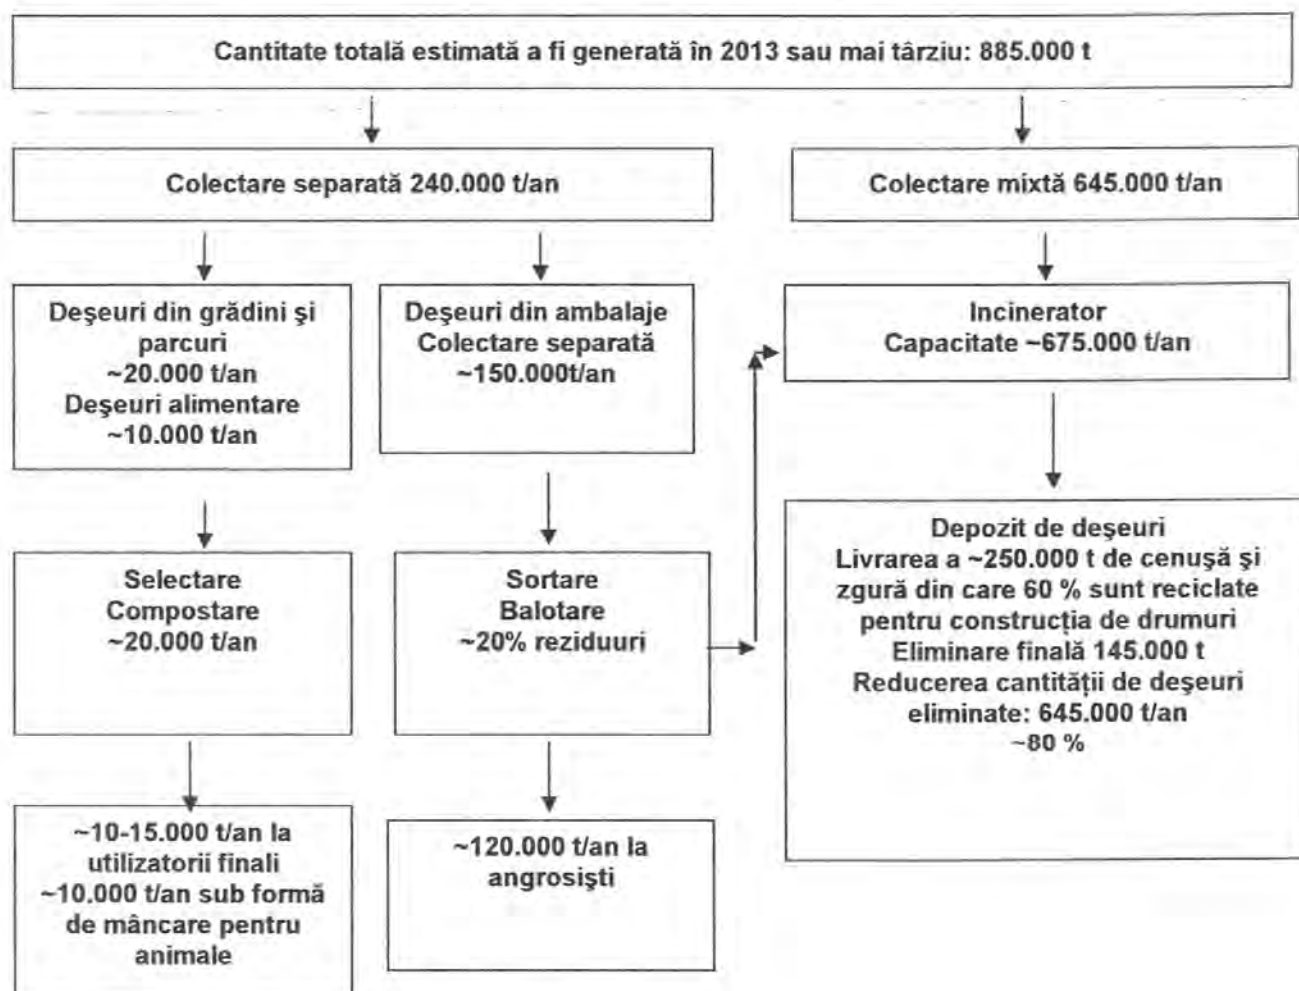 Cantitate totală estimată a fi generată în 2013 sau mai târziu: 885.000 t
Colectare separată 240.000 t/an
Colectare mixtă 645.000 t/an
Deşeuri din grădini şi
parcuri
~20.000 t/an
Deşeuri alimentare
~10.000 t/an
Deşeuri din ambalaje
Colectare separată
~150.000t/an
Incinerator
Capacitate ~675.000 t/an
Selectare
Compostare
~20.000 t/an
Sortare
Balotare
~20% reziduuri
Depozit de deşeuri
Livrarea a ~250.000 t de cenuşă şi
zgură din care 60 % sunt reciclate
pentru construcţia de drumuri
Eliminare finală 145.000 t
Reducerea cantităţii de deşeuri
eliminate: 645.000 t/an
~80 %
~10-15.000 t/an la
utilizatorii finali
~10.000 t/an sub formă
de mâncare pentru
animale
~120.000 t/an la
angrosişti